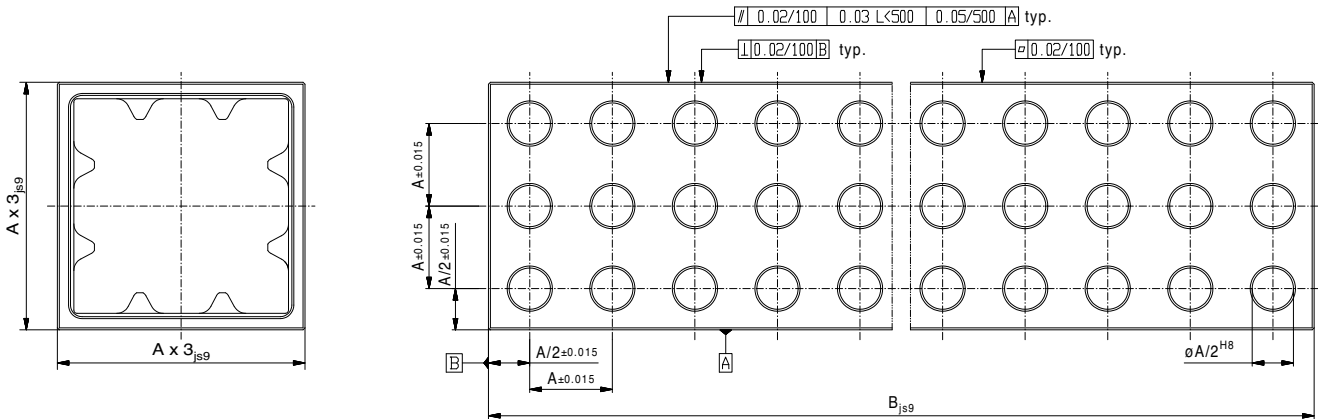 ⫽ 0.02/100 0.03 L<500 0.05/500 A typ.
⊥ 0.02/100 B typ.
⏥ 0.02/100 typ.
A x 3js9
A x 3js9
A±0.015
A±0.015
A/2±0.015
B
A/2±0.015
A±0.015
A
øA/2H8
Bjs9